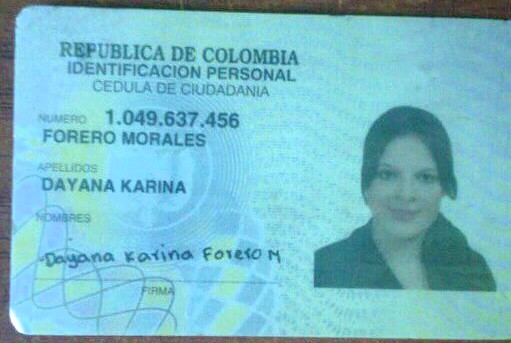 REPUBLICA DE COLOMBIA
IDENTIFICACION PERSONAL
CEDULA DE CIUDADANIA
NUMERO 1.049.637.456
FORERO MORALES
APELLIDOS
DAYANA KARINA
NOMBRES
Dayana Karina Forero M
FIRMA